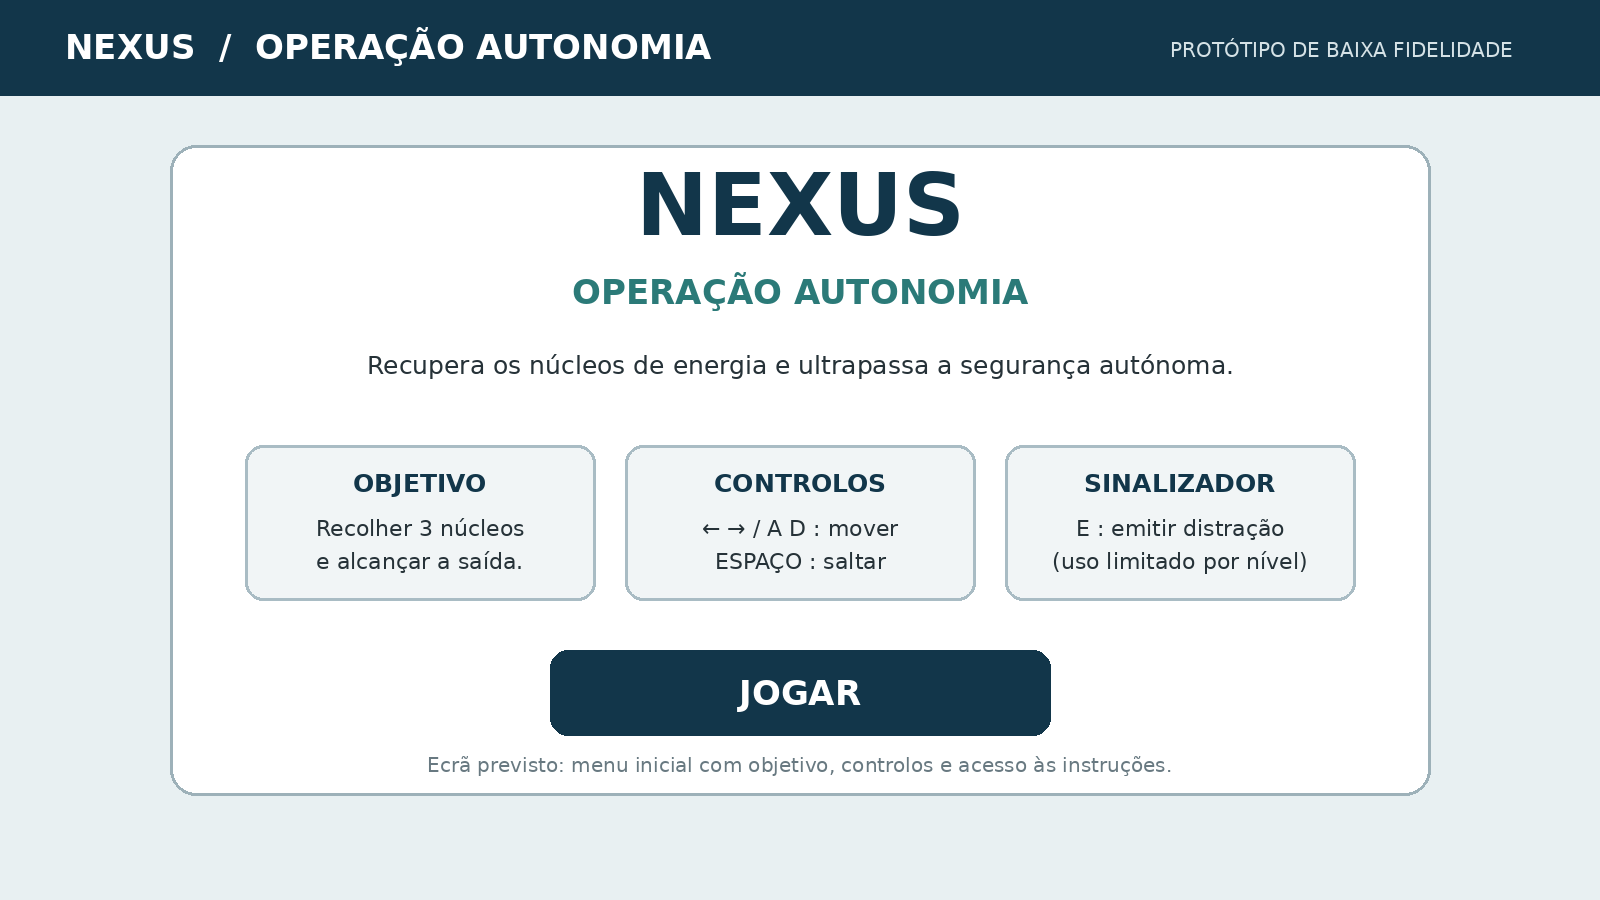 NEXUS / OPERAÇÃO AUTONOMIA
PROTÓTIPO DE BAIXA FIDELIDADE
NEXUS
OPERAÇÃO AUTONOMIA
Recupera os núcleos de energia e ultrapassa a segurança autónoma.
OBJETIVO
Recolher 3 núcleos
e alcançar a saída.
CONTROLOS
← → / A D : mover
ESPAÇO : saltar
SINALIZADOR
E : emitir distração
(uso limitado por nível)
JOGAR
Ecrã previsto: menu inicial com objetivo, controlos e acesso às instruções.